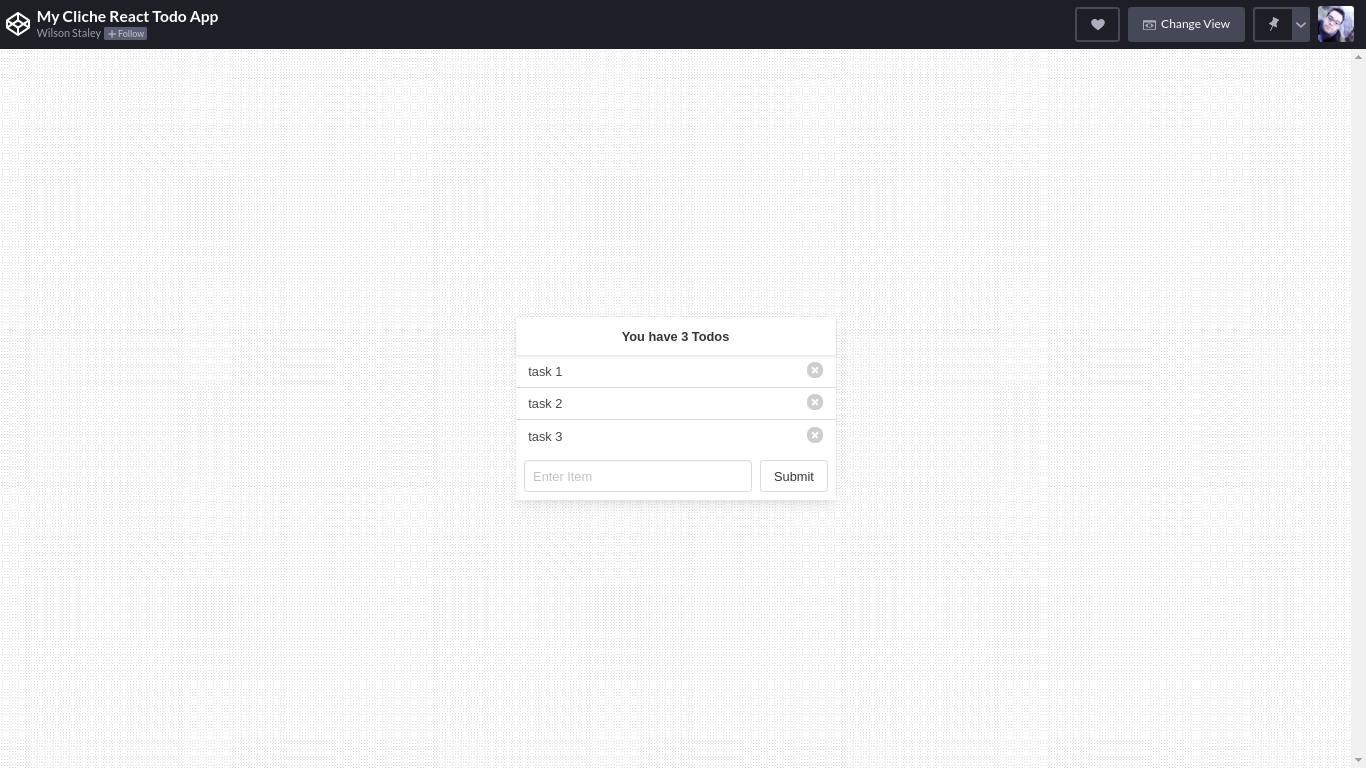 My Cliche React Todo App
Wilson Staley + Follow
Change View
You have 3 Todos
task 1
task 2
task 3
Enter Item
Submit